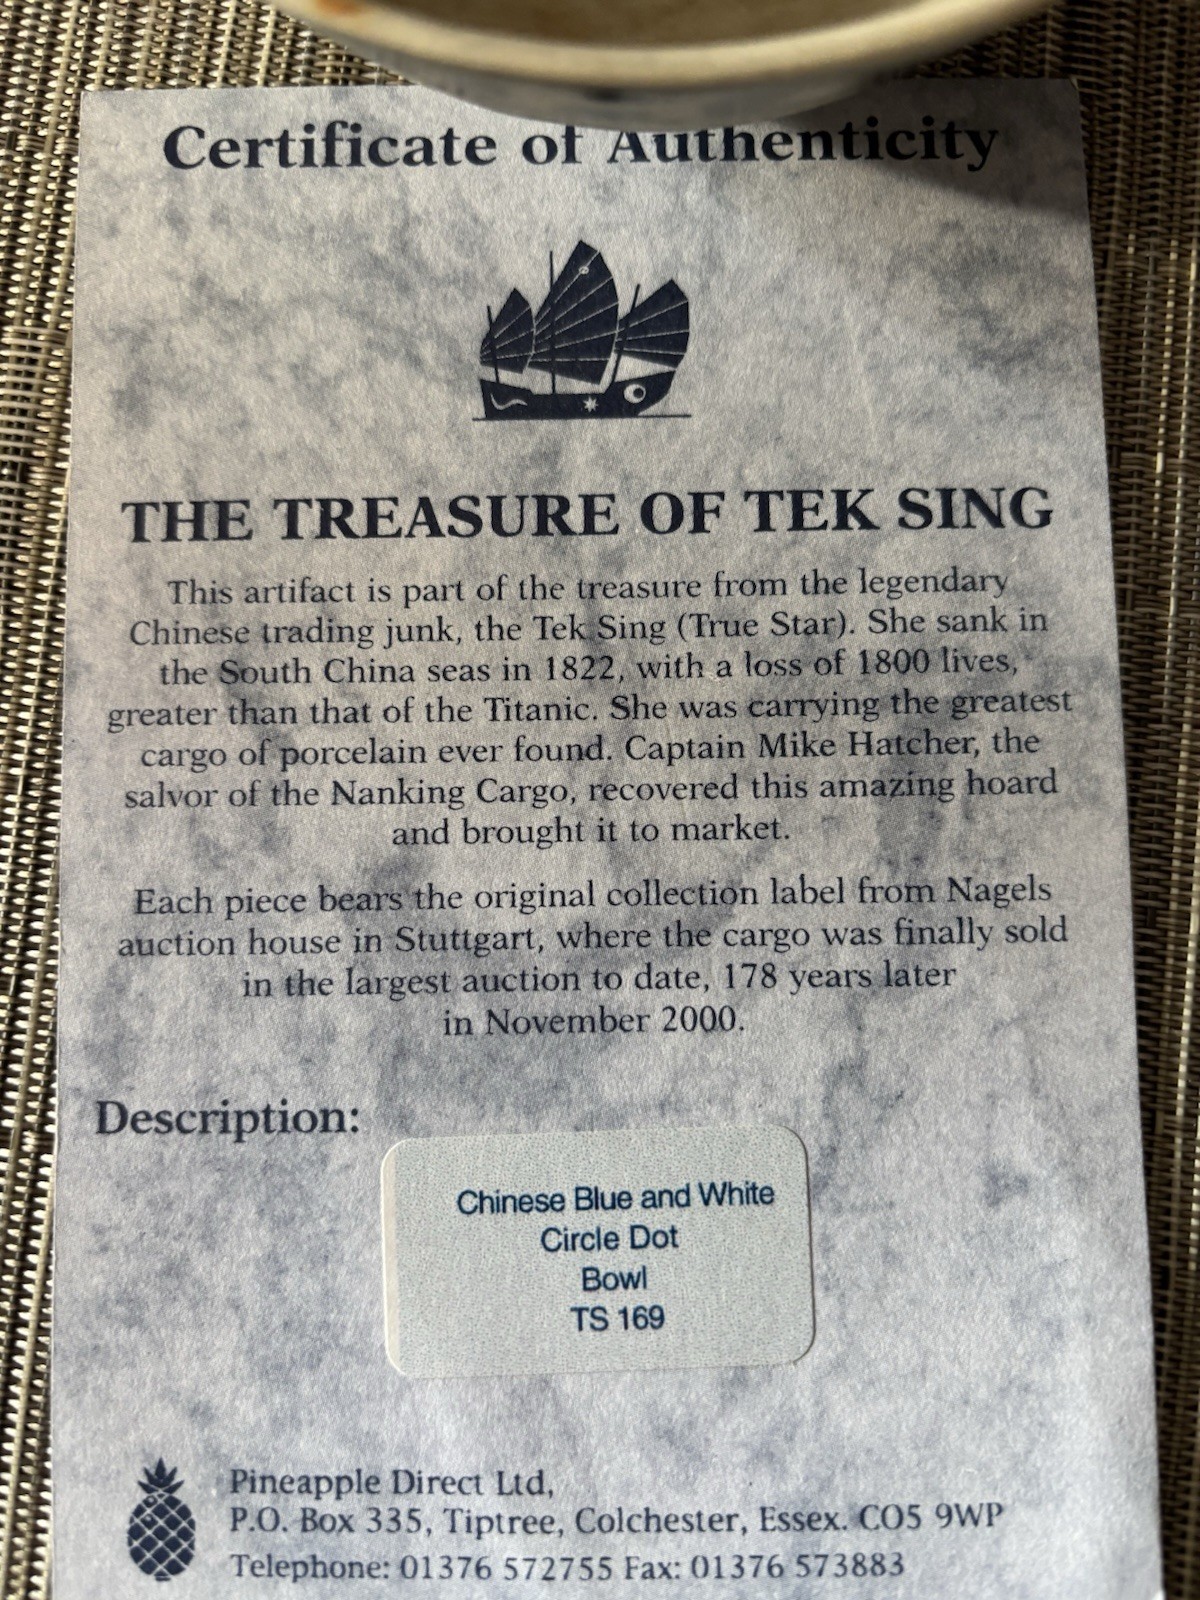 Certificate of Authenticity
THE TREASURE OF TEK SING
This artifact is part of the treasure from the legendary
Chinese trading junk, the Tek Sing (True Star). She sank in
the South China seas in 1822, with a loss of 1800 lives,
greater than that of the Titanic. She was carrying the greatest
cargo of porcelain ever found. Captain Mike Hatcher, the
salvor of the Nanking Cargo, recovered this amazing hoard
and brought it to market.
Each piece bears the original collection label from Nagels
auction house in Stuttgart, where the cargo was finally sold
in the largest auction to date, 178 years later
in November 2000.
Description:
Chinese Blue and White
Circle Dot
Bowl
TS 169
Pineapple Direct Ltd,
P.O. Box 335, Tiptree, Colchester, Essex. CO5 9WP
Telephone: 01376 572755 Fax: 01376 573883